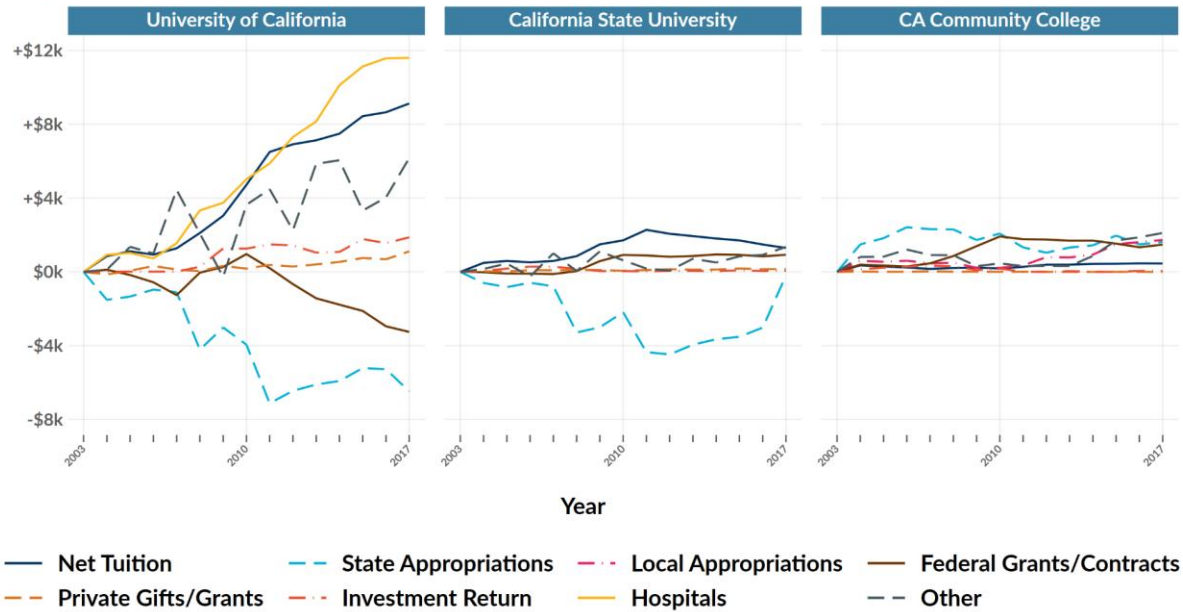 University of California
California State University
CA Community College
+$12k
+$8k
+$4k
$0k
-$4k
-$8k
2003
2010
2017
2003
2010
2017
2003
2010
2017
Year
Net Tuition
State Appropriations
Local Appropriations
Federal Grants/Contracts
Private Gifts/Grants
Investment Return
Hospitals
Other